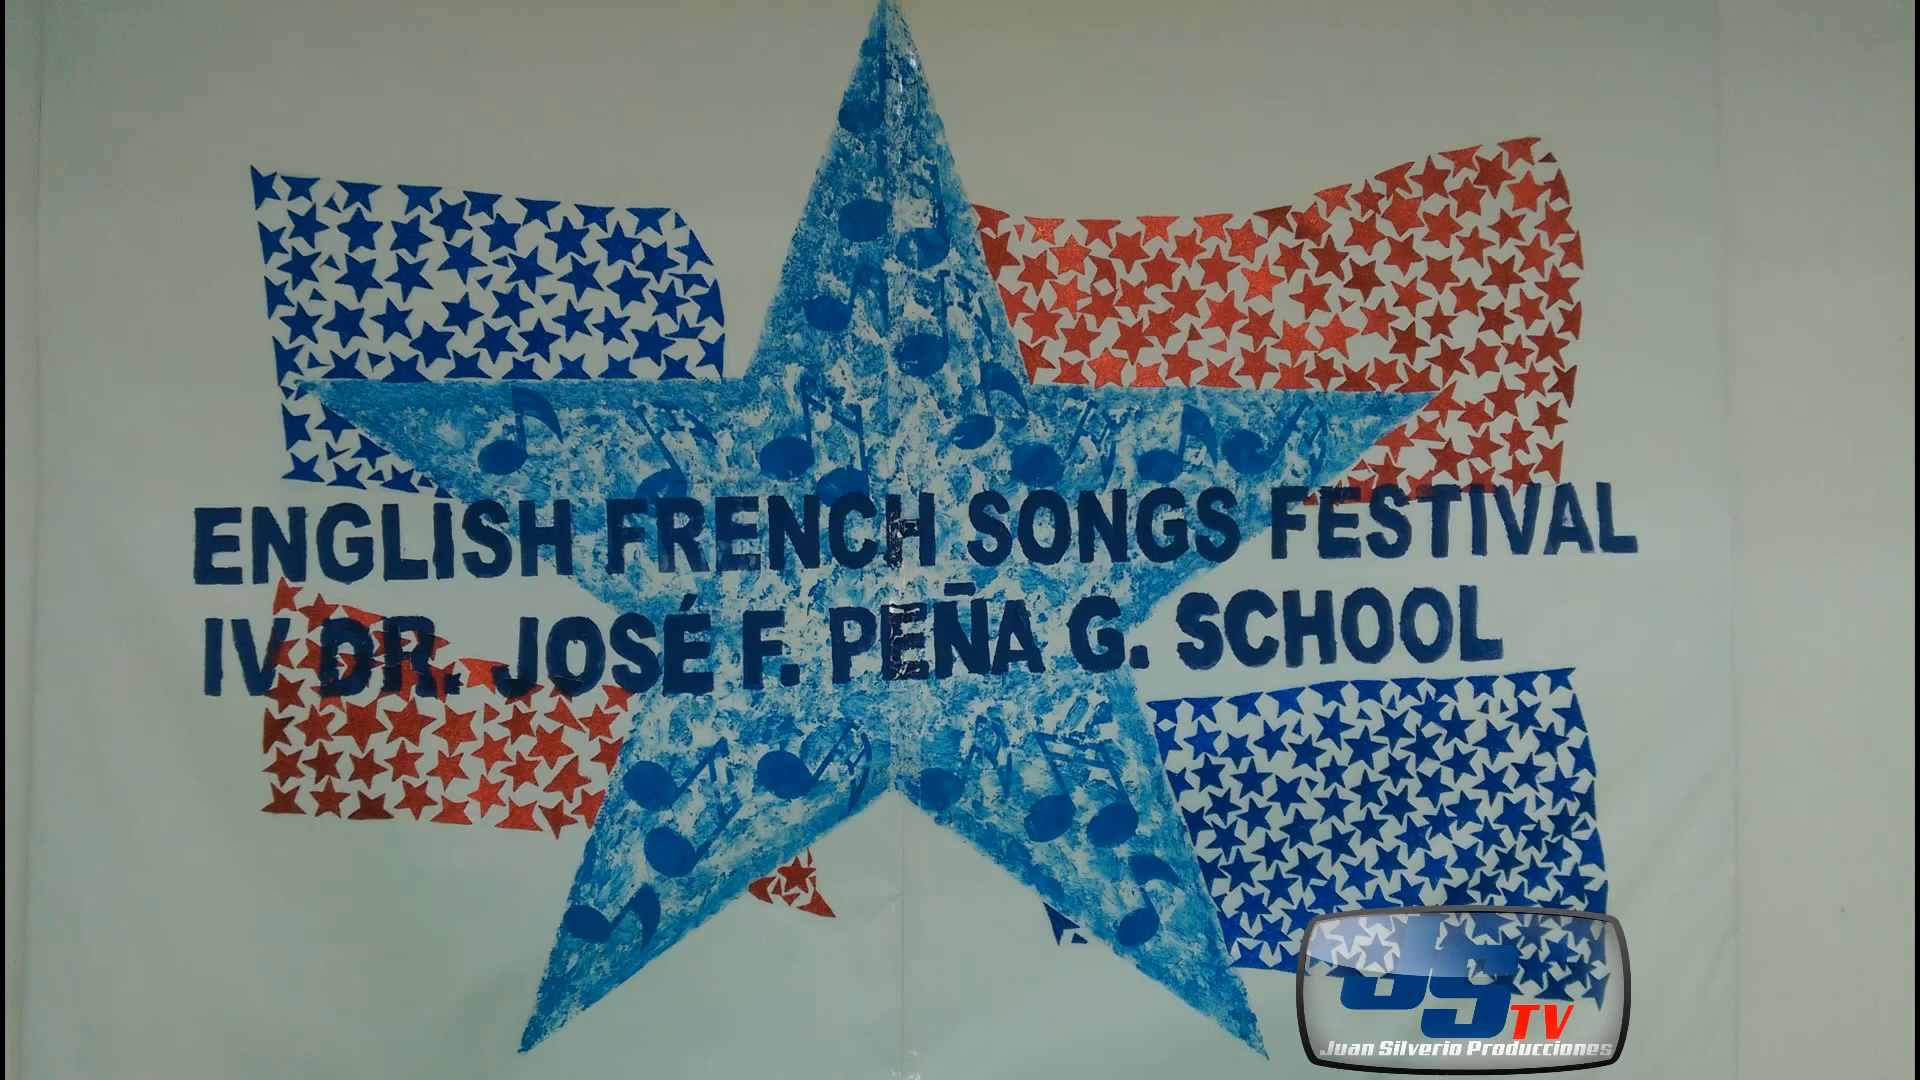 ENGLISH FRENCH SONGS FESTIVAL
IV DR. JOSÉ F. PEÑA G. SCHOOL
JS TV
Juan Silverio Producciones